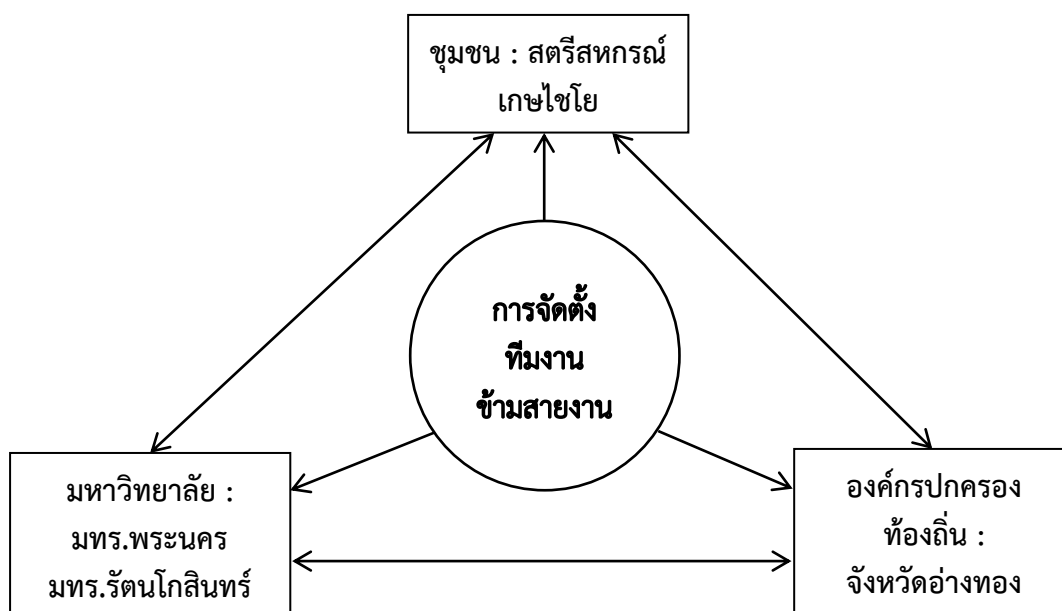 ชุมชน : สตรีสหกรณ์
เกษไชโย
การจัดตั้ง
ทีมงาน
ข้ามสายงาน
มหาวิทยาลัย :
มทร.พระนคร
มทร.รัตนโกสินทร์
องค์กรปกครอง
ท้องถิ่น :
จังหวัดอ่างทอง